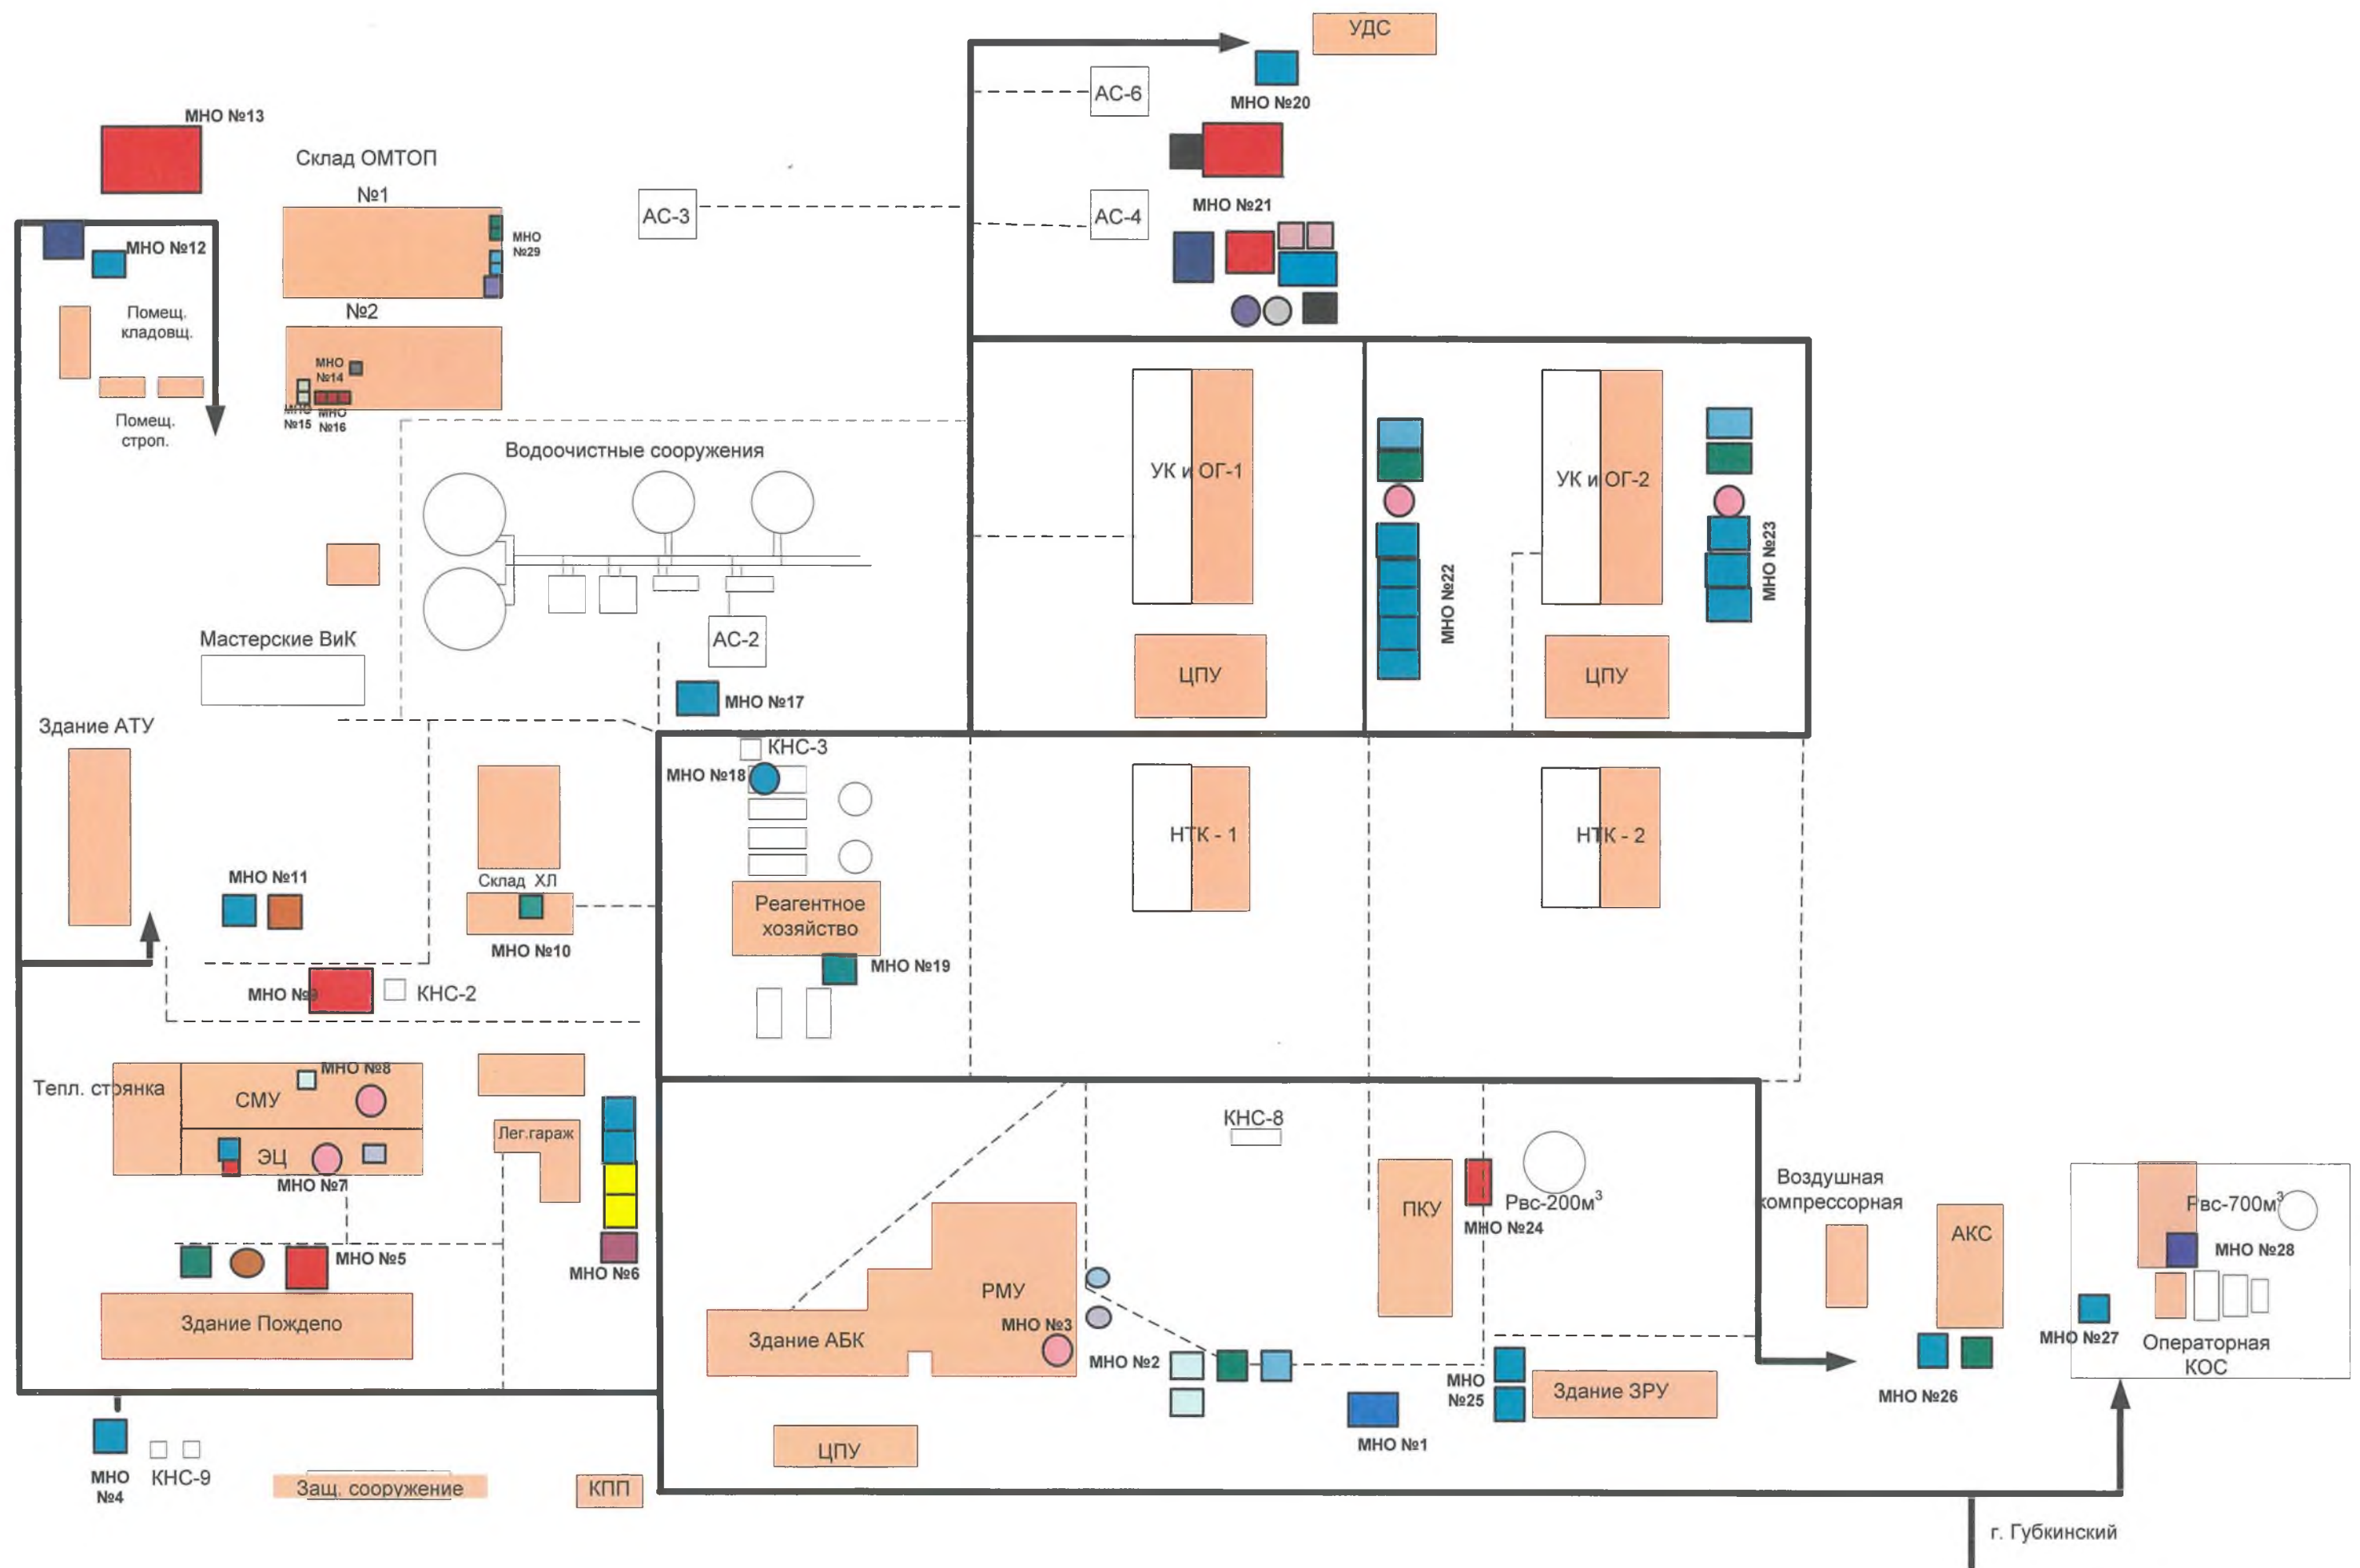 УДС
АС-6
МНО №20
МНО №13
Склад ОМТОП
№1
АС-3
АС-4
МНО №21
МНО
№29
МНО №12
№2
Помещ.
кладовщ.
МНО
№14
МНО
№15
МНО
№16
Помещ.
строп.
Водоочистные сооружения
УК и ОГ-1
УК и ОГ-2
МНО №22
МНО №23
Мастерские ВиК
АС-2
ЦПУ
ЦПУ
МНО №17
Здание АТУ
КНС-3
МНО №18
НТК - 1
НТК - 2
МНО №11
Склад ХЛ
Реагентное
хозяйство
МНО №10
МНО №19
МНО №9
КНС-2
МНО №8
Тепл. стоянка
СМУ
Лег.гараж
ЭЦ
МНО №7
КНС-8
ПКУ
Рвс-200м³
МНО №24
Воздушная
компрессорная
АКС
Рвс-700м³
МНО №28
МНО №5
МНО №6
РМУ
МНО №3
Здание Пождепо
Здание АБК
МНО №2
МНО
№25
Здание ЗРУ
МНО №26
МНО №27
Операторная
КОС
МНО №1
ЦПУ
МНО
№4
КНС-9
Защ. сооружение
КПП
г. Губкинский